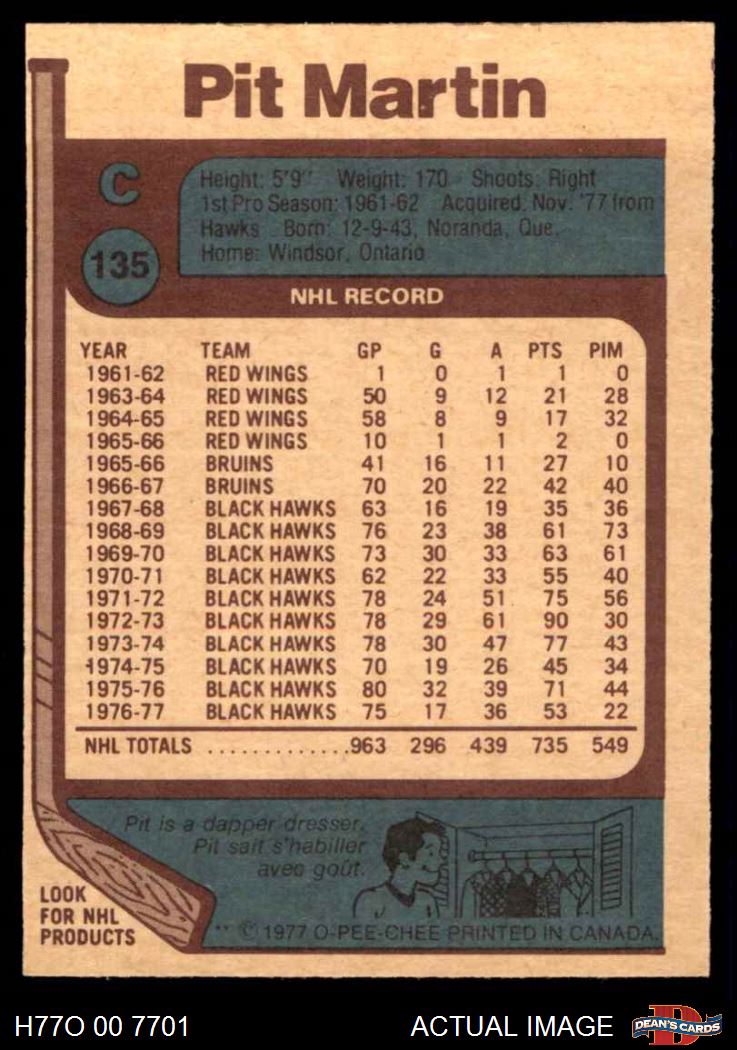 Pit Martin
C
Height: 5'9" Weight: 170 Shoots: Right
1st Pro Season: 1961-62 Acquired: Nov. '77 from
Hawks Born: 12-9-43, Noranda, Que.
Home: Windsor, Ontario
135
NHL RECORD
YEAR TEAM GP G A PTS PIM
1961-62 RED WINGS 1 0 1 1 0
1963-64 RED WINGS 50 9 12 21 28
1964-65 RED WINGS 58 8 9 17 32
1965-66 RED WINGS 10 1 1 2 0
1965-66 BRUINS 41 16 11 27 10
1966-67 BRUINS 70 20 22 42 40
1967-68 BLACK HAWKS 63 16 19 35 36
1968-69 BLACK HAWKS 76 23 38 61 73
1969-70 BLACK HAWKS 73 30 33 63 61
1970-71 BLACK HAWKS 62 22 33 55 40
1971-72 BLACK HAWKS 78 24 51 75 56
1972-73 BLACK HAWKS 78 29 61 90 30
1973-74 BLACK HAWKS 78 30 47 77 43
1974-75 BLACK HAWKS 70 19 26 45 34
1975-76 BLACK HAWKS 80 32 39 71 44
1976-77 BLACK HAWKS 75 17 36 53 22
NHL TOTALS .............963 296 439 735 549
Pit is a dapper dresser.
Pit sait s'habiller
avec goût.
LOOK
FOR NHL
PRODUCTS
** © 1977 O-PEE-CHEE PRINTED IN CANADA.
H77O 00 7701 ACTUAL IMAGE
DEAN'S CARDS